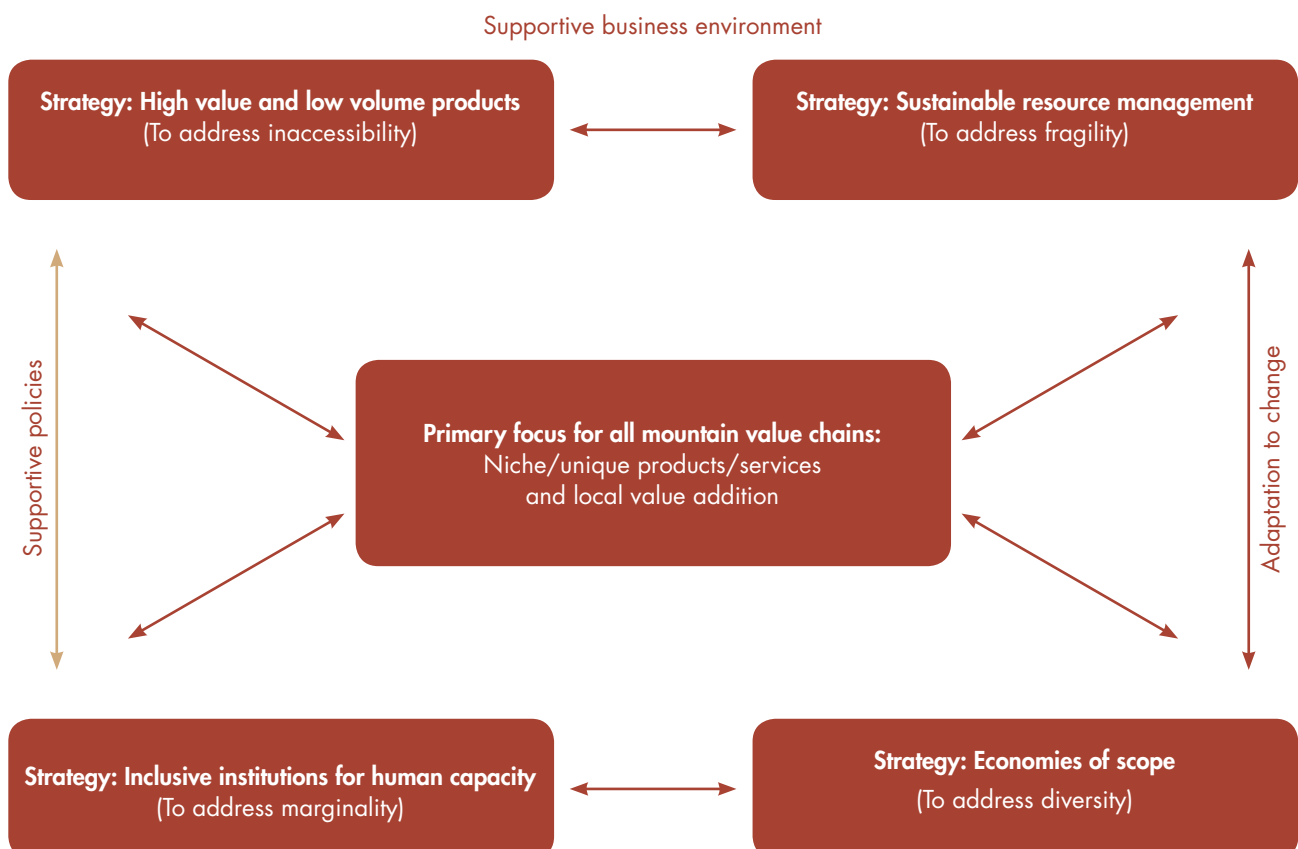 Supportive business environment
Strategy: High value and low volume products
(To address inaccessibility)
Strategy: Sustainable resource management
(To address fragility)
Supportive policies
Primary focus for all mountain value chains:
Niche/unique products/services
and local value addition
Adaptation to change
Strategy: Inclusive institutions for human capacity
(To address marginality)
Strategy: Economies of scope
(To address diversity)